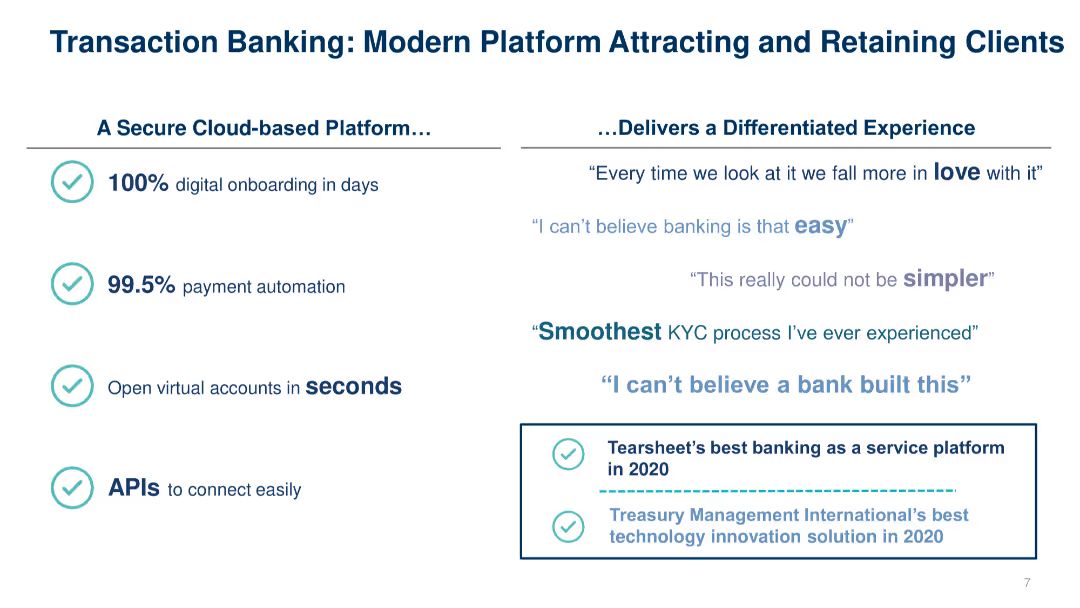 Transaction Banking: Modern Platform Attracting and Retaining Clients
A Secure Cloud-based Platform…
100% digital onboarding in days
99.5% payment automation
Open virtual accounts in seconds
APIs to connect easily
…Delivers a Differentiated Experience
“Every time we look at it we fall more in love with it”
“I can’t believe banking is that easy”
“This really could not be simpler”
“Smoothest KYC process I’ve ever experienced”
“I can’t believe a bank built this”
Tearsheet’s best banking as a service platform
in 2020
Treasury Management International’s best
technology innovation solution in 2020
7